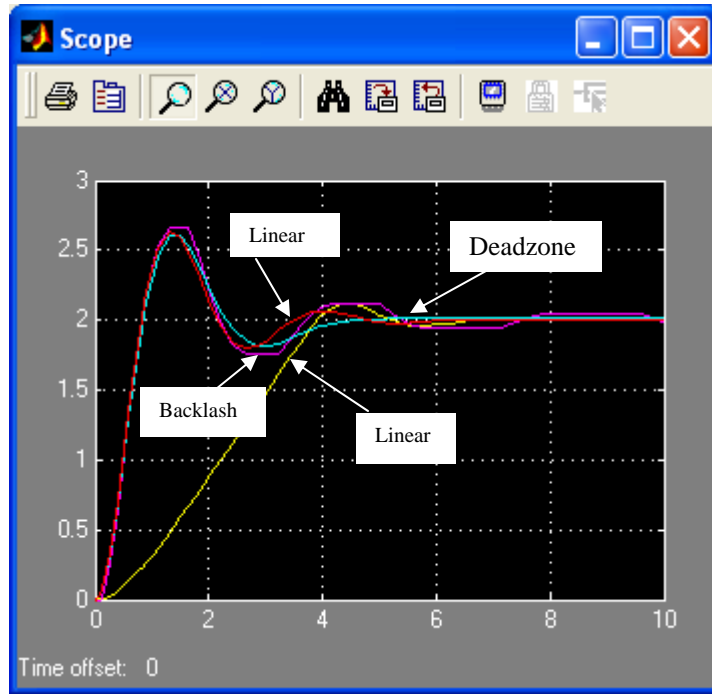 Scope
3
2.5
2
1.5
1
0.5
0
0 2 4 6 8 10
Linear
Deadzone
Backlash
Linear
Time offset: 0